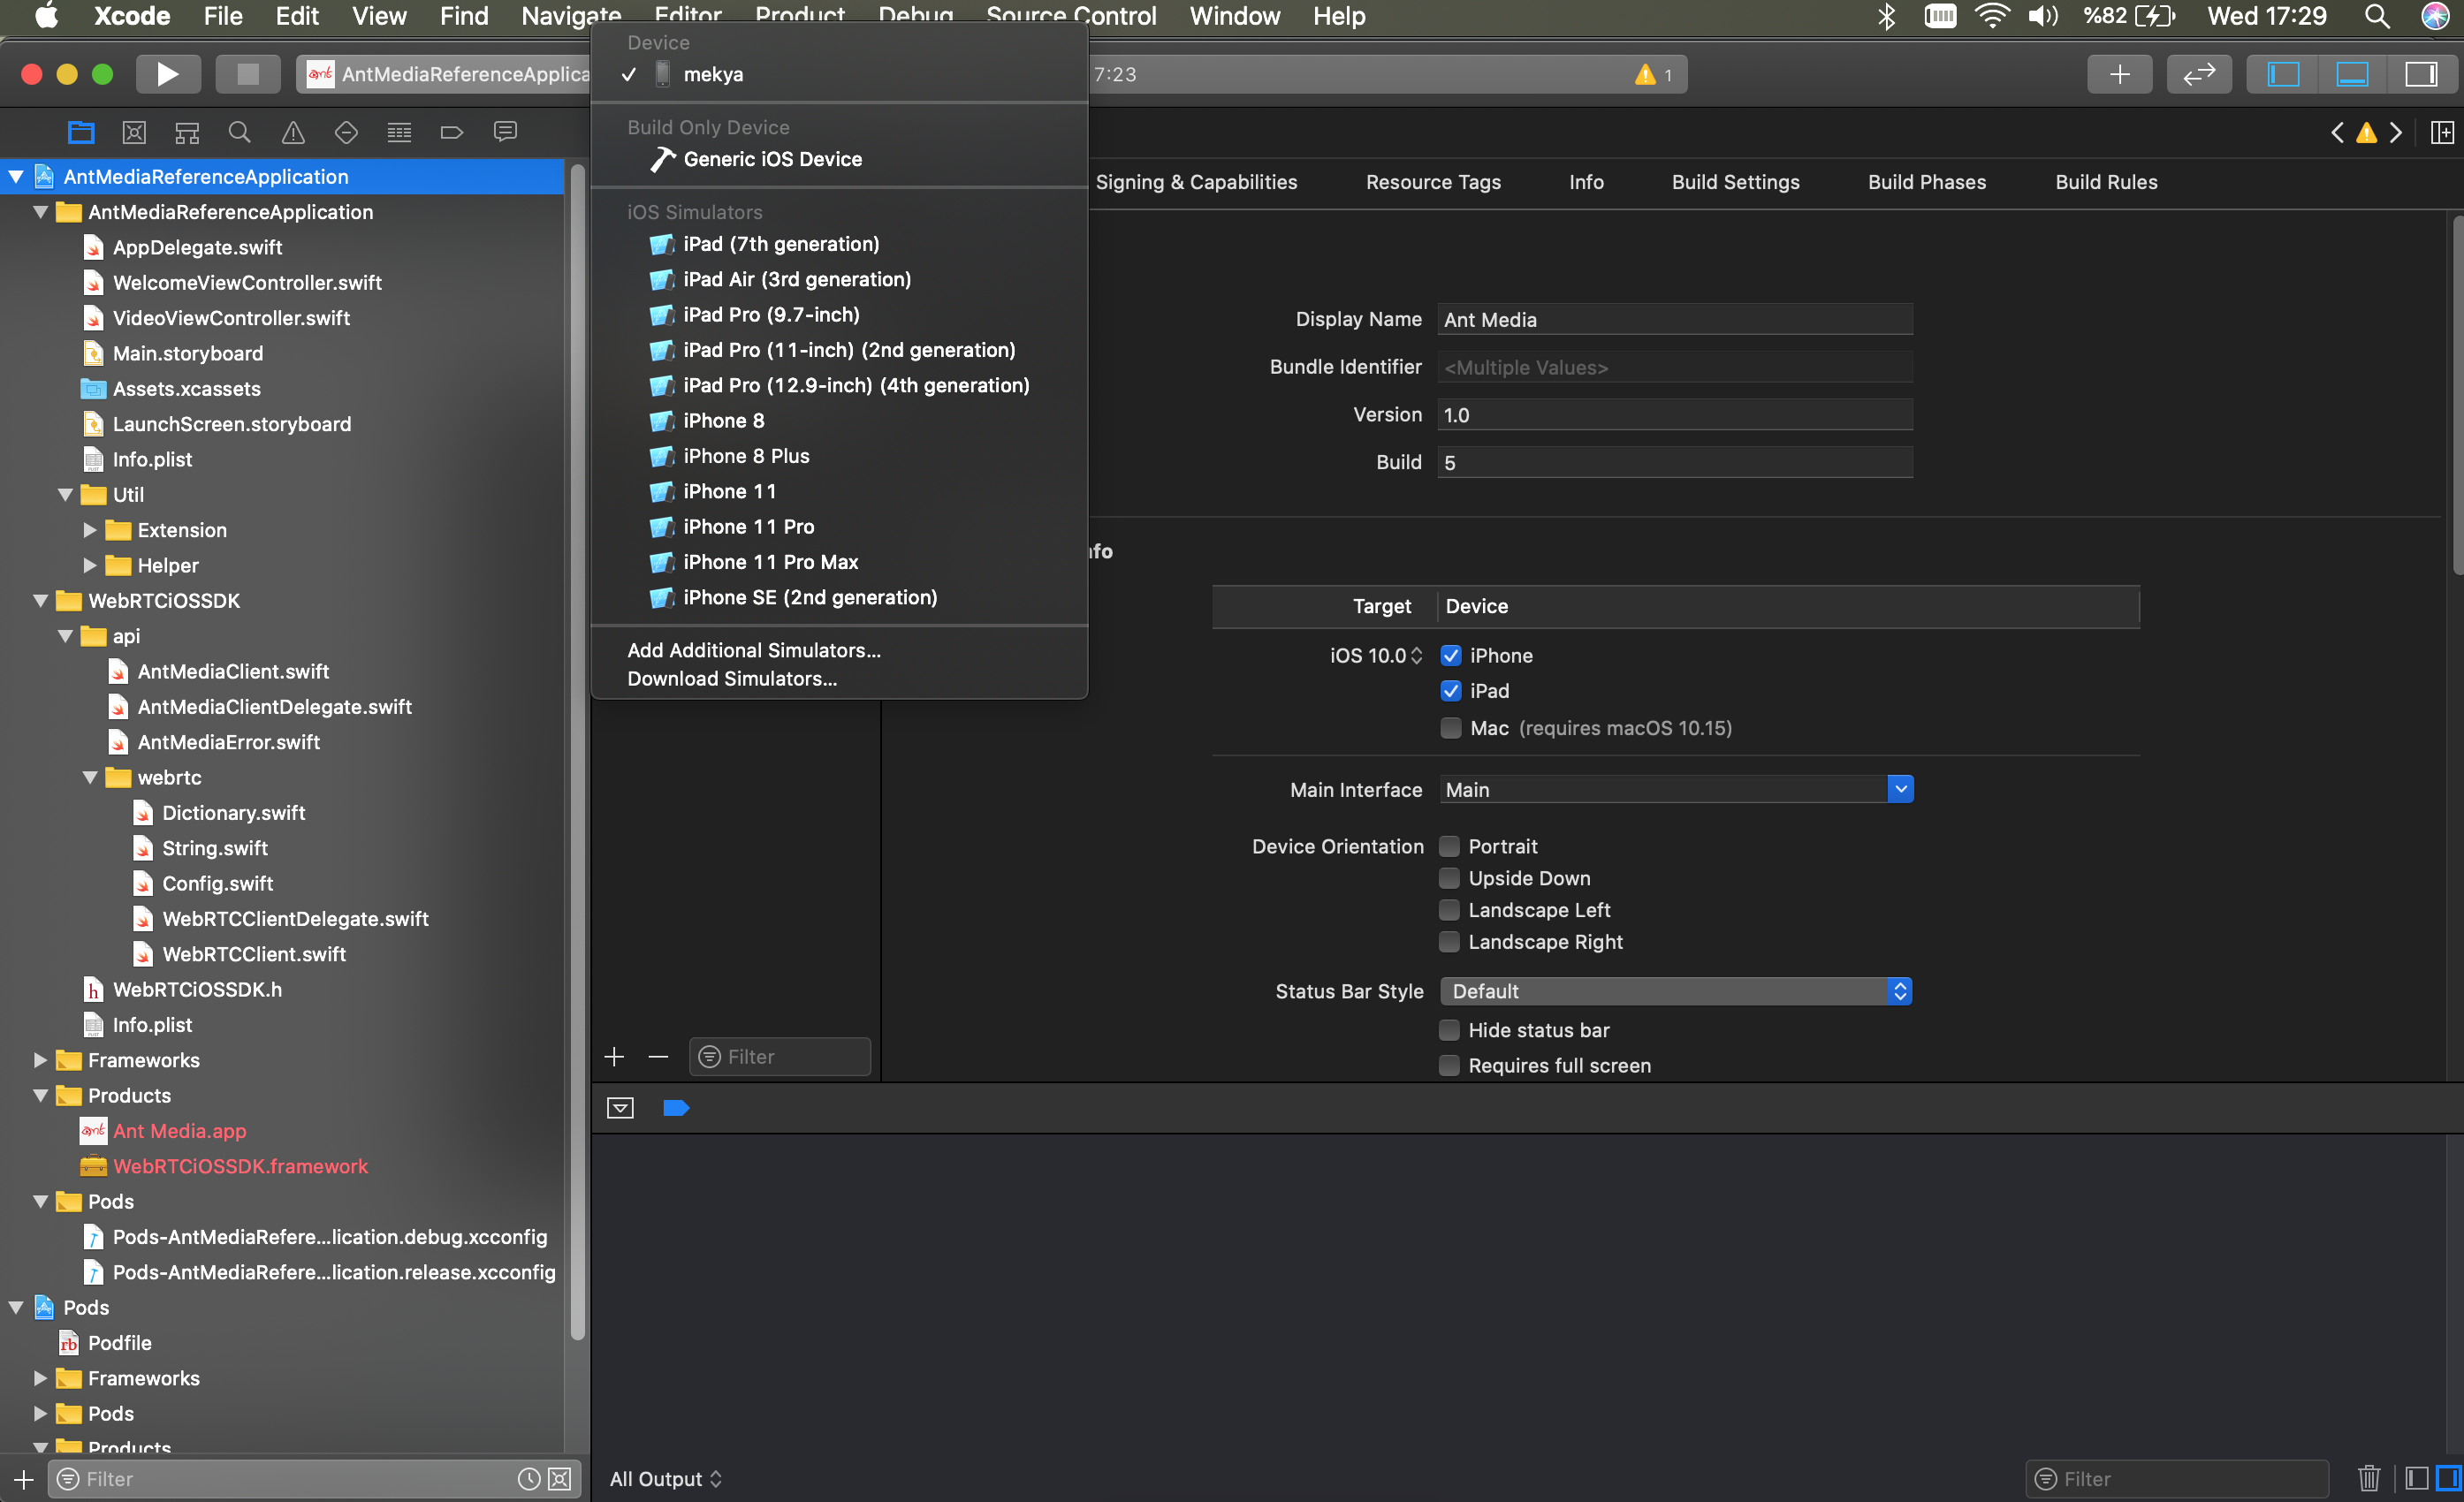 Xcode File Edit View Find Navigate Editor Product Debug Source Control Window Help %82 Wed 17:29
AntMediaReferenceApplica 7:23 1
Device
mekya
Build Only Device
Generic iOS Device
iOS Simulators
iPad (7th generation)
iPad Air (3rd generation)
iPad Pro (9.7-inch)
iPad Pro (11-inch) (2nd generation)
iPad Pro (12.9-inch) (4th generation)
iPhone 8
iPhone 8 Plus
iPhone 11
iPhone 11 Pro
iPhone 11 Pro Max
iPhone SE (2nd generation)
Add Additional Simulators...
Download Simulators...
AntMediaReferenceApplication
AntMediaReferenceApplication
AppDelegate.swift
WelcomeViewController.swift
VideoViewController.swift
Main.storyboard
Assets.xcassets
LaunchScreen.storyboard
Info.plist
Util
Extension
Helper
WebRTCiOSSDK
api
AntMediaClient.swift
AntMediaClientDelegate.swift
AntMediaError.swift
webrtc
Dictionary.swift
String.swift
Config.swift
WebRTCClientDelegate.swift
WebRTCClient.swift
h WebRTCiOSSDK.h
Info.plist
Frameworks
Products
ant Ant Media.app
WebRTCiOSSDK.framework
Pods
Pods-AntMediaRefere...lication.debug.xcconfig
Pods-AntMediaRefere...lication.release.xcconfig
Pods
rb Podfile
Frameworks
Pods
Products
Filter
Signing & Capabilities Resource Tags Info Build Settings Build Phases Build Rules
Display Name Ant Media
Bundle Identifier <Multiple Values>
Version 1.0
Build 5
nfo
Target Device
iOS 10.0 iPhone
iPad
Mac (requires macOS 10.15)
Main Interface Main
Device Orientation Portrait
Upside Down
Landscape Left
Landscape Right
Status Bar Style Default
Hide status bar
Requires full screen
Filter
All Output Filter